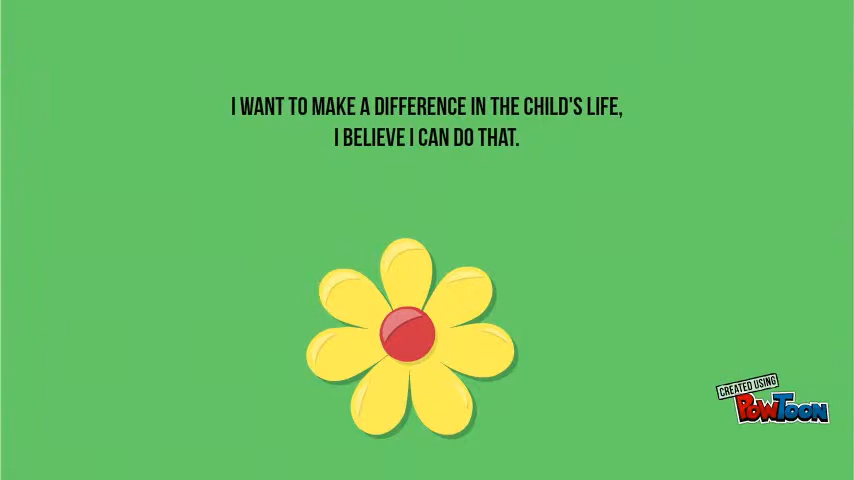 I WANT TO MAKE A DIFFERENCE IN THE CHILD'S LIFE,
I BELIEVE I CAN DO THAT.
CREATED USING
POWTOON